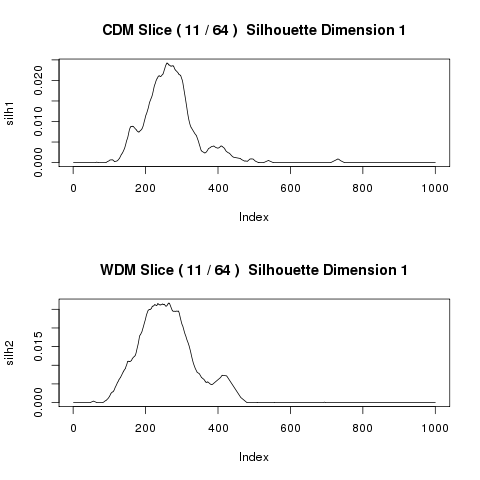 CDM Slice ( 11 / 64 )  Silhouette Dimension 1
silh1
0.020
0.010
0.000
0 200 400 600 800 1000
Index
WDM Slice ( 11 / 64 )  Silhouette Dimension 1
silh2
0.015
0.000
0 200 400 600 800 1000
Index